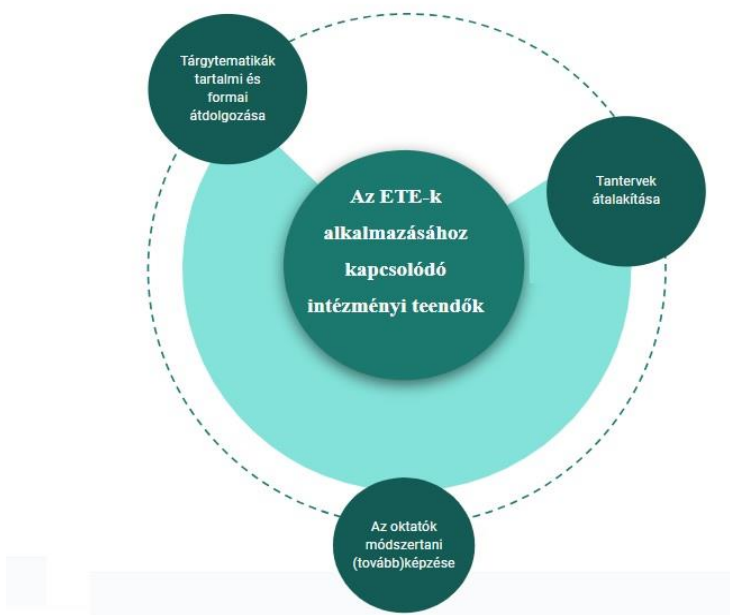 Tárgytematikák
tartalmi és
formai
átdolgozása
Az ETE-k
alkalmazásához
kapcsolódó
intézményi teendők
Tantervek
átalakítása
Az oktatók
módszertani
(tovább)képzése